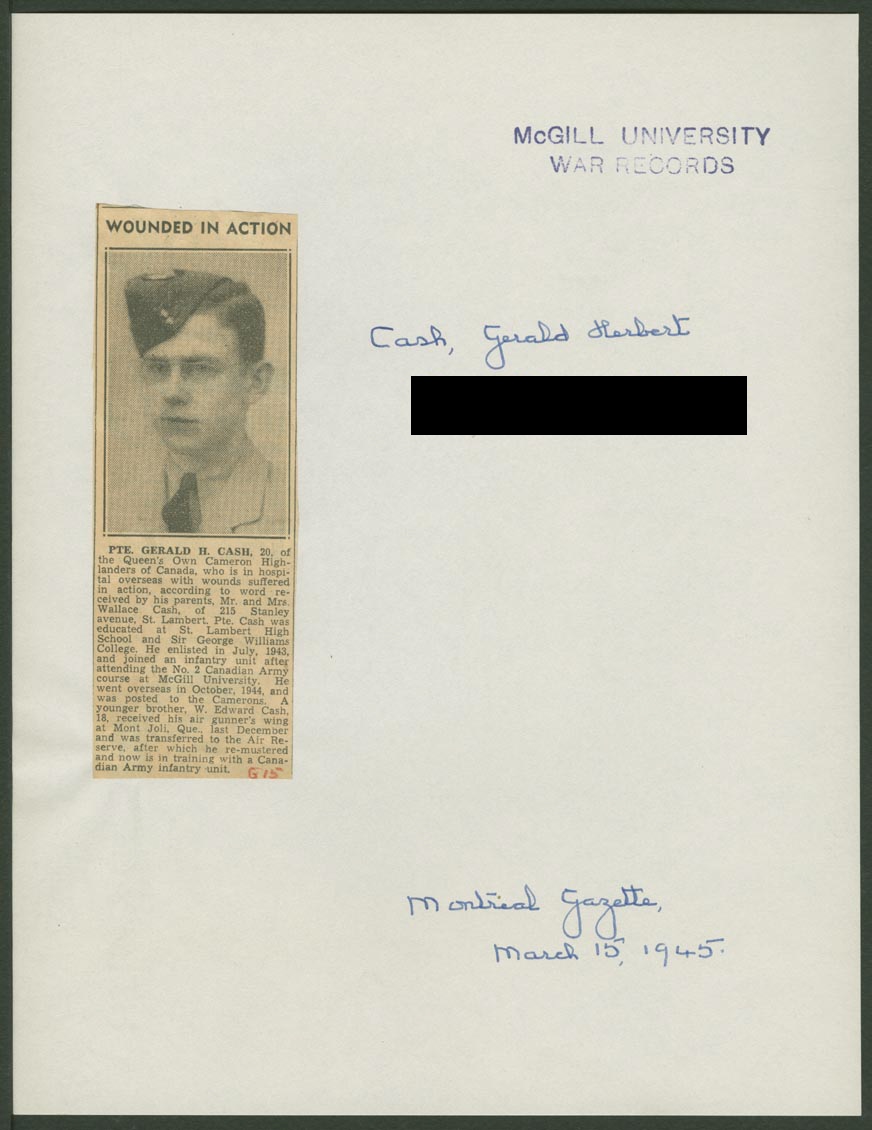 McGILL UNIVERSITY
WAR RECORDS
WOUNDED IN ACTION
Cash, Gerald Herbert
PTE. GERALD H. CASH, 20, of
the Queen's Own Cameron High-
landers of Canada, who is in hospi-
tal overseas with wounds suffered
in action, according to word re-
ceived by his parents, Mr. and Mrs.
Wallace Cash, of 215 Stanley
avenue, St. Lambert. Pte. Cash was
educated at St. Lambert High
School and Sir George Williams
College. He enlisted in July, 1943,
and joined an infantry unit after
attending the No. 2 Canadian Army
course at McGill University. He
went overseas in October, 1944, and
was posted to the Camerons. A
younger brother, W. Edward Cash,
18, received his air gunner's wing
at Mont Joli, Que., last December
and was transferred to the Air Re-
serve, after which he re-mustered
and now is in training with a Cana-
dian Army infantry unit.
G 15
Montreal Gazette,
March 15, 1945.